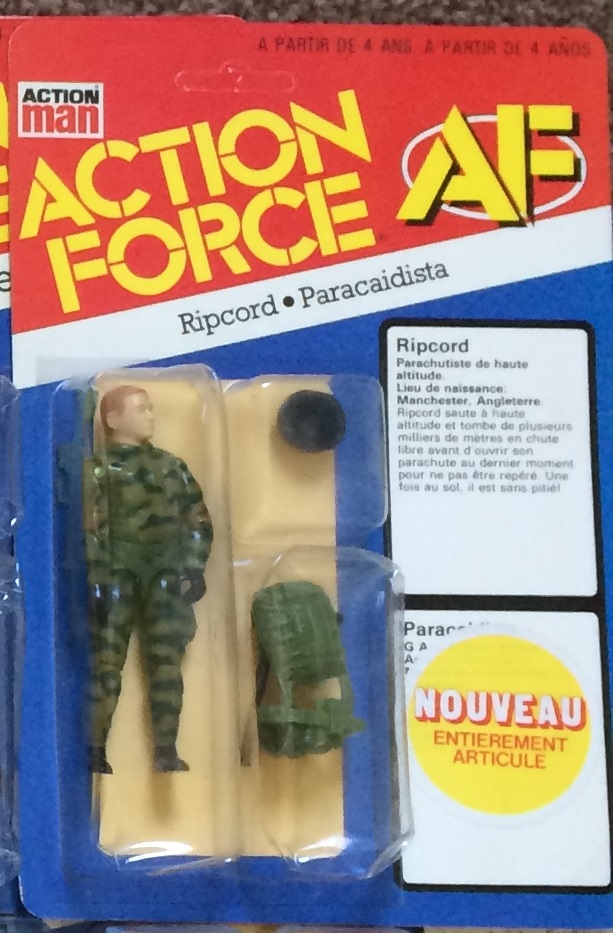 A PARTIR DE 4 ANS. A PARTIR DE 4 AÑOS
ACTION
man
ACTION
FORCE
AF
Ripcord • Paracaidista
Ripcord
Parachutiste de haute
altitude.
Lieu de naissance:
Manchester, Angleterre
Ripcord saute à haute
altitude et tombe de plusieurs
milliers de mètres en chute
libre avant d'ouvrir son
parachute au dernier moment
pour ne pas être repéré. Une
fois au sol, il est sans pitié!
NOUVEAU
ENTIEREMENT
ARTICULE